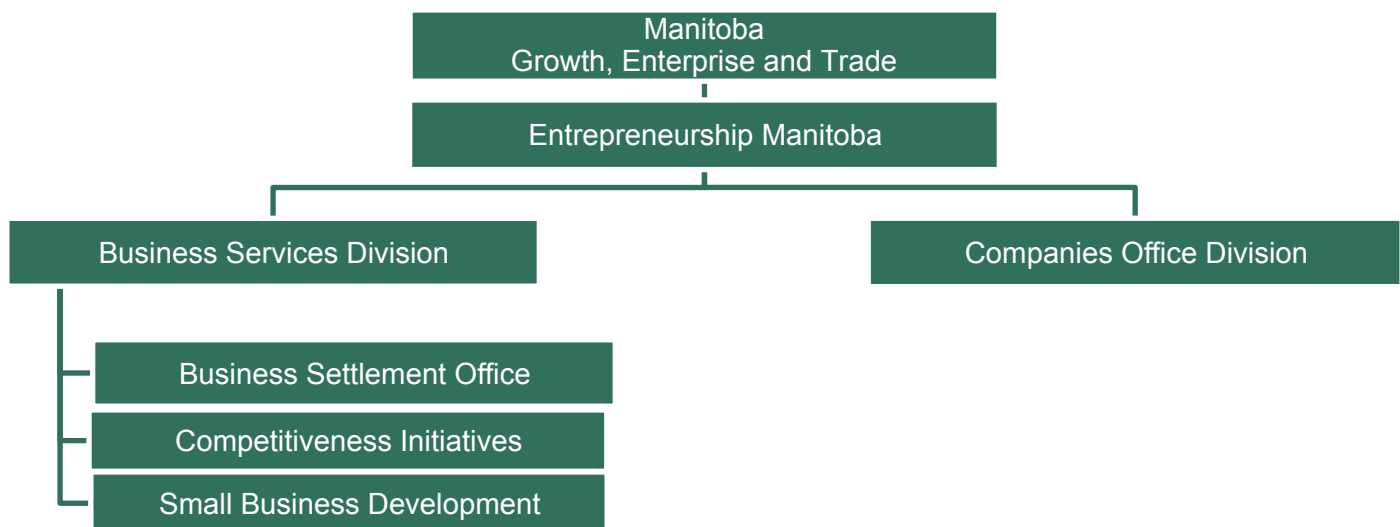 Manitoba
Growth, Enterprise and Trade
Entrepreneurship Manitoba
Business Services Division
Companies Office Division
Business Settlement Office
Competitiveness Initiatives
Small Business Development